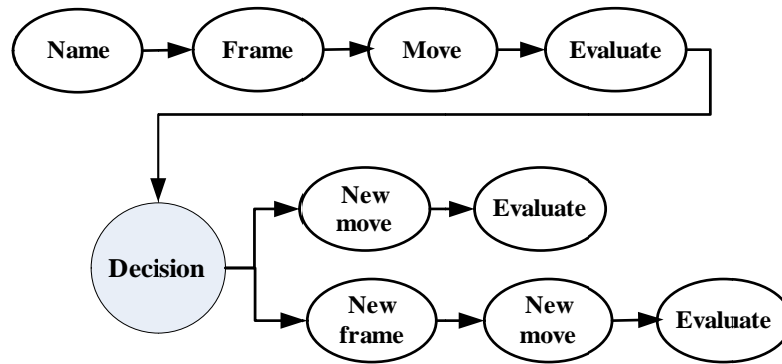 Name
Frame
Move
Evaluate
Decision
New
move
Evaluate
New
frame
New
move
Evaluate